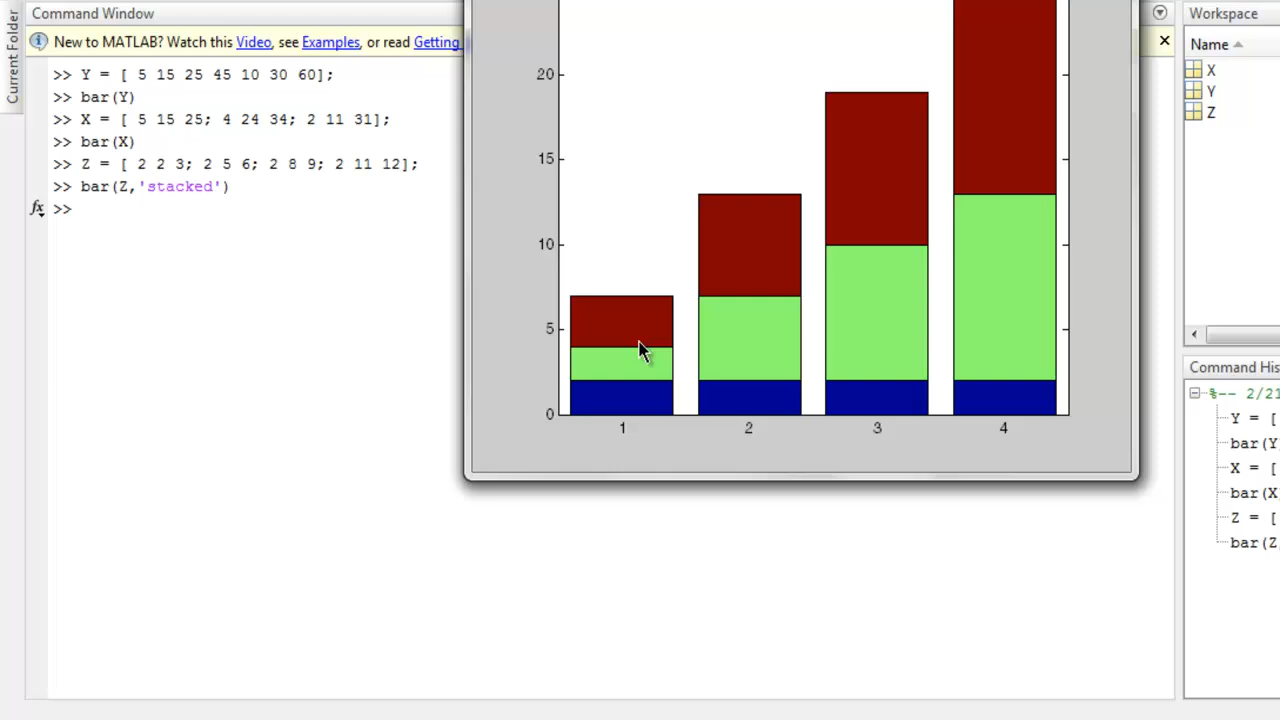 Current Folder
Command Window
New to MATLAB? Watch this Video, see Examples, or read Getting
>> Y = [ 5 15 25 45 10 30 60];
>> bar(Y)
>> X = [ 5 15 25; 4 24 34; 2 11 31];
>> bar(X)
>> Z = [ 2 2 3; 2 5 6; 2 8 9; 2 11 12];
>> bar(Z,'stacked')
fx >>
20
15
10
5
0
1 2 3 4
Workspace
Name
X
Y
Z
Command His
%-- 2/21
Y = [
bar(Y
X = [
bar(X
Z = [
bar(Z